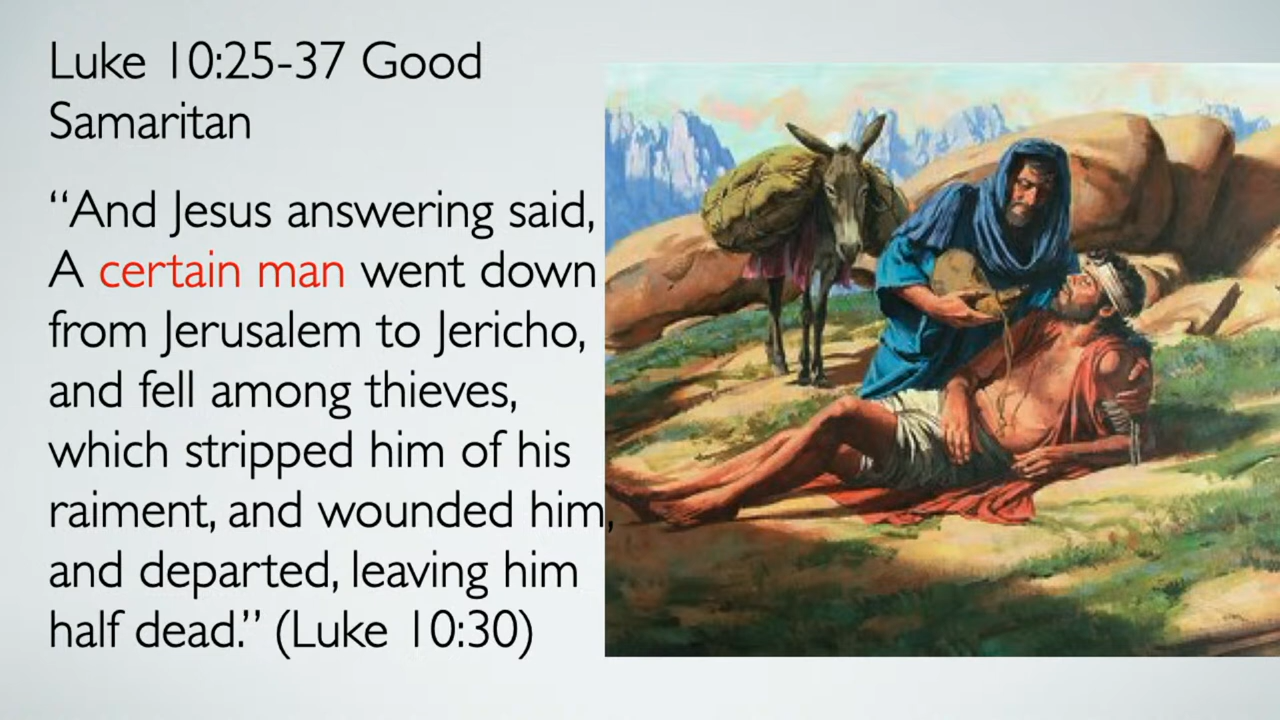 Luke 10:25-37 Good
Samaritan
“And Jesus answering said,
A certain man went down
from Jerusalem to Jericho,
and fell among thieves,
which stripped him of his
raiment, and wounded him,
and departed, leaving him
half dead.” (Luke 10:30)